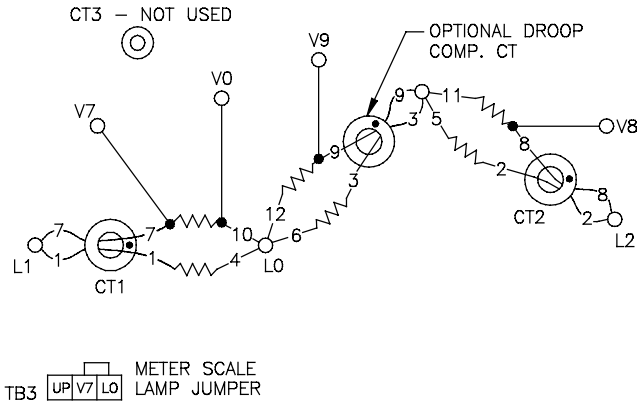 CT3 - NOT USED
V9
OPTIONAL DROOP
COMP. CT
V0
V7
9
11
3
5
V8
8
9
2
3
12
8
2
CT2
L2
7
7
10
6
L0
L1
1
1
4
CT1
METER SCALE
LAMP JUMPER
TB3 UP V7 L0